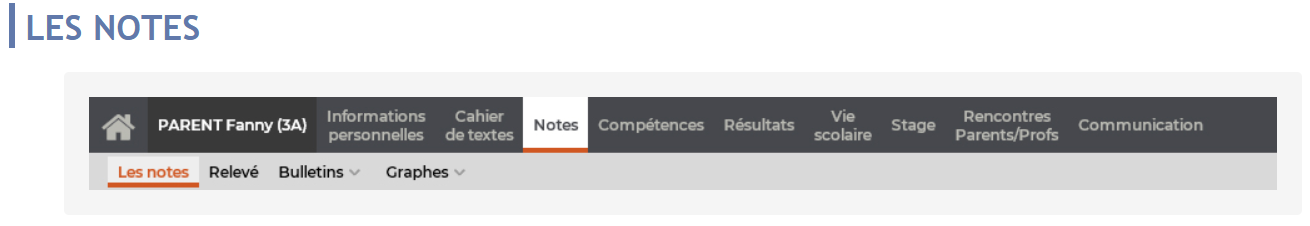 LES NOTES
PARENT Fanny (3A)
Informations
personnelles
Cahier
de textes
Notes
Compétences
Résultats
Vie
scolaire
Stage
Rencontres
Parents/Profs
Communication
Les notes
Relevé
Bulletins
Graphes